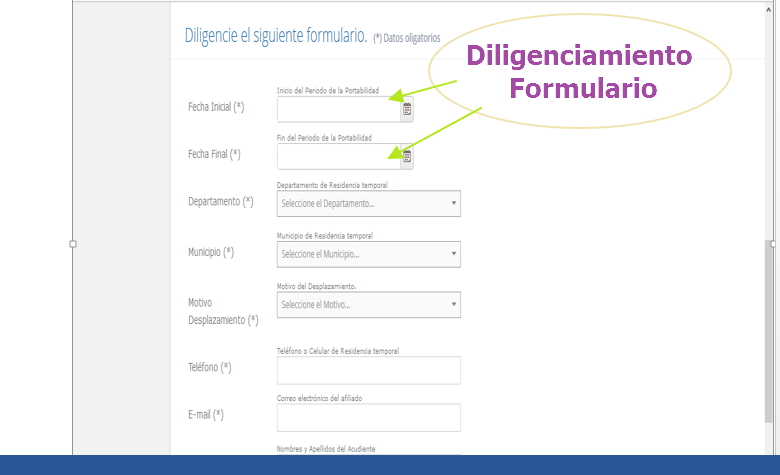 Diligencie el siguiente formulario. (*) Datos oligatorios
Diligenciamiento
Formulario
Inicio del Periodo de la Portabilidad
Fecha Inicial (*)
Fin del Periodo de la Portabilidad
Fecha Final (*)
Departamento de Residencia temporal
Departamento (*)
Seleccione el Departamento...
Municipio de Residencia temporal
Municipio (*)
Seleccione el Municipio...
Motivo del Desplazamiento.
Motivo
Desplazamiento (*)
Seleccione el Motivo...
Teléfono o Celular de Residencia temporal
Teléfono (*)
Correo electrónico del afiliado
E-mail (*)
Nombres y Apellidos del Acudiente